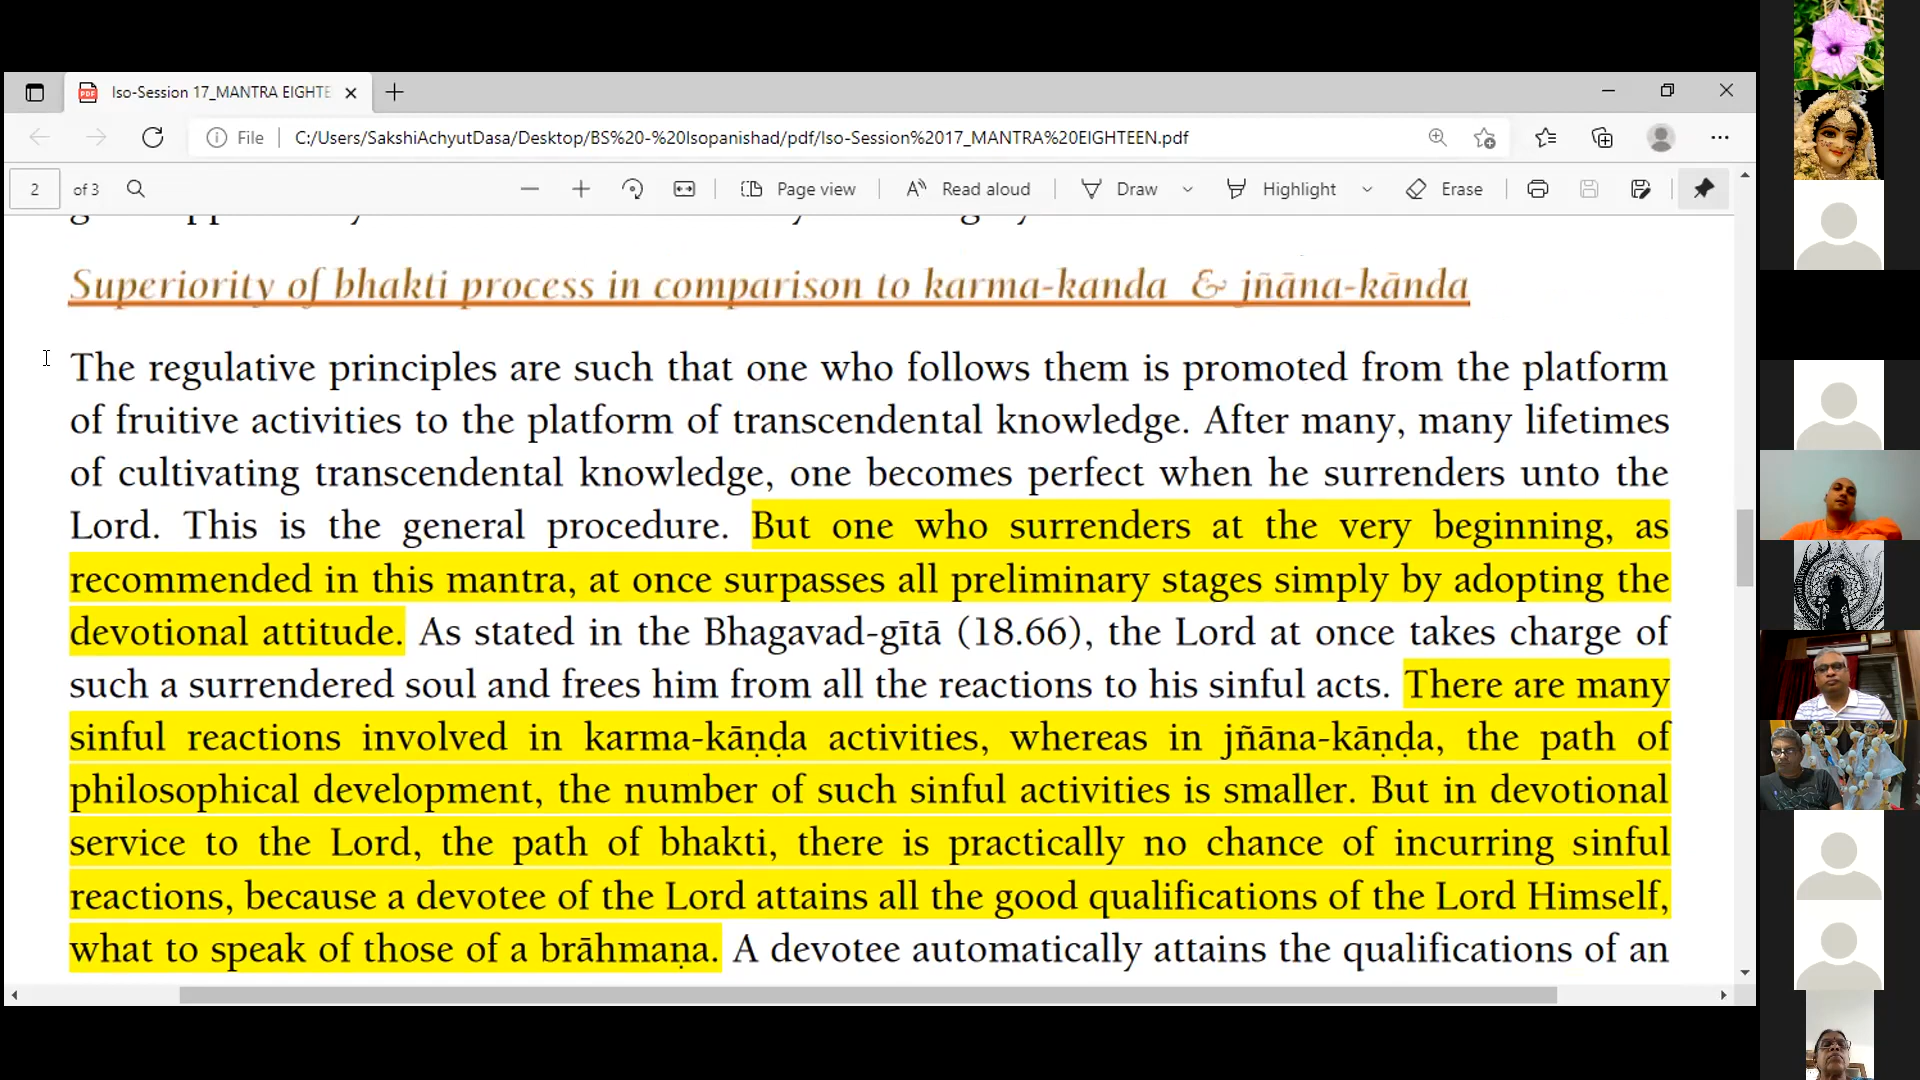 Iso-Session 17_MANTRA EIGHTE
File C:/Users/SakshiAchyutDasa/Desktop/BS%20-%20Isopanishad/pdf/Iso-Session%2017_MANTRA%20EIGHTEEN.pdf
2 of 3 Page view Read aloud Draw Highlight Erase
Superiority of bhakti process in comparison to karma-kanda & jñāna-kānda
The regulative principles are such that one who follows them is promoted from the platform
of fruitive activities to the platform of transcendental knowledge. After many, many lifetimes
of cultivating transcendental knowledge, one becomes perfect when he surrenders unto the
Lord. This is the general procedure. But one who surrenders at the very beginning, as
recommended in this mantra, at once surpasses all preliminary stages simply by adopting the
devotional attitude. As stated in the Bhagavad-gītā (18.66), the Lord at once takes charge of
such a surrendered soul and frees him from all the reactions to his sinful acts. There are many
sinful reactions involved in karma-kāṇḍa activities, whereas in jñāna-kāṇḍa, the path of
philosophical development, the number of such sinful activities is smaller. But in devotional
service to the Lord, the path of bhakti, there is practically no chance of incurring sinful
reactions, because a devotee of the Lord attains all the good qualifications of the Lord Himself,
what to speak of those of a brāhmaṇa. A devotee automatically attains the qualifications of an